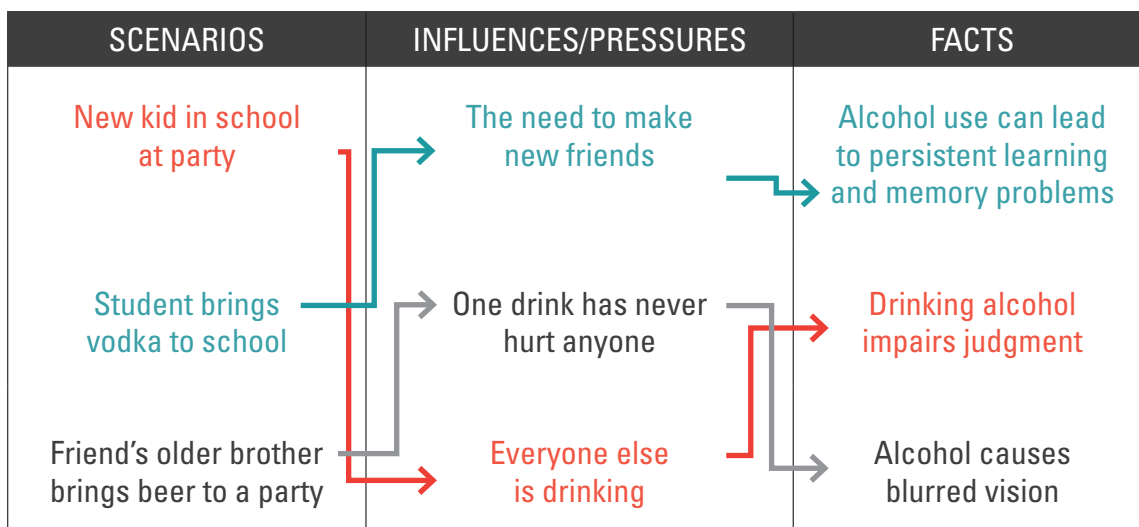 SCENARIOS
INFLUENCES/PRESSURES
FACTS
New kid in school
at party
The need to make
new friends
Alcohol use can lead
to persistent learning
and memory problems
Student brings
vodka to school
One drink has never
hurt anyone
Drinking alcohol
impairs judgment
Friend's older brother
brings beer to a party
Everyone else
is drinking
Alcohol causes
blurred vision